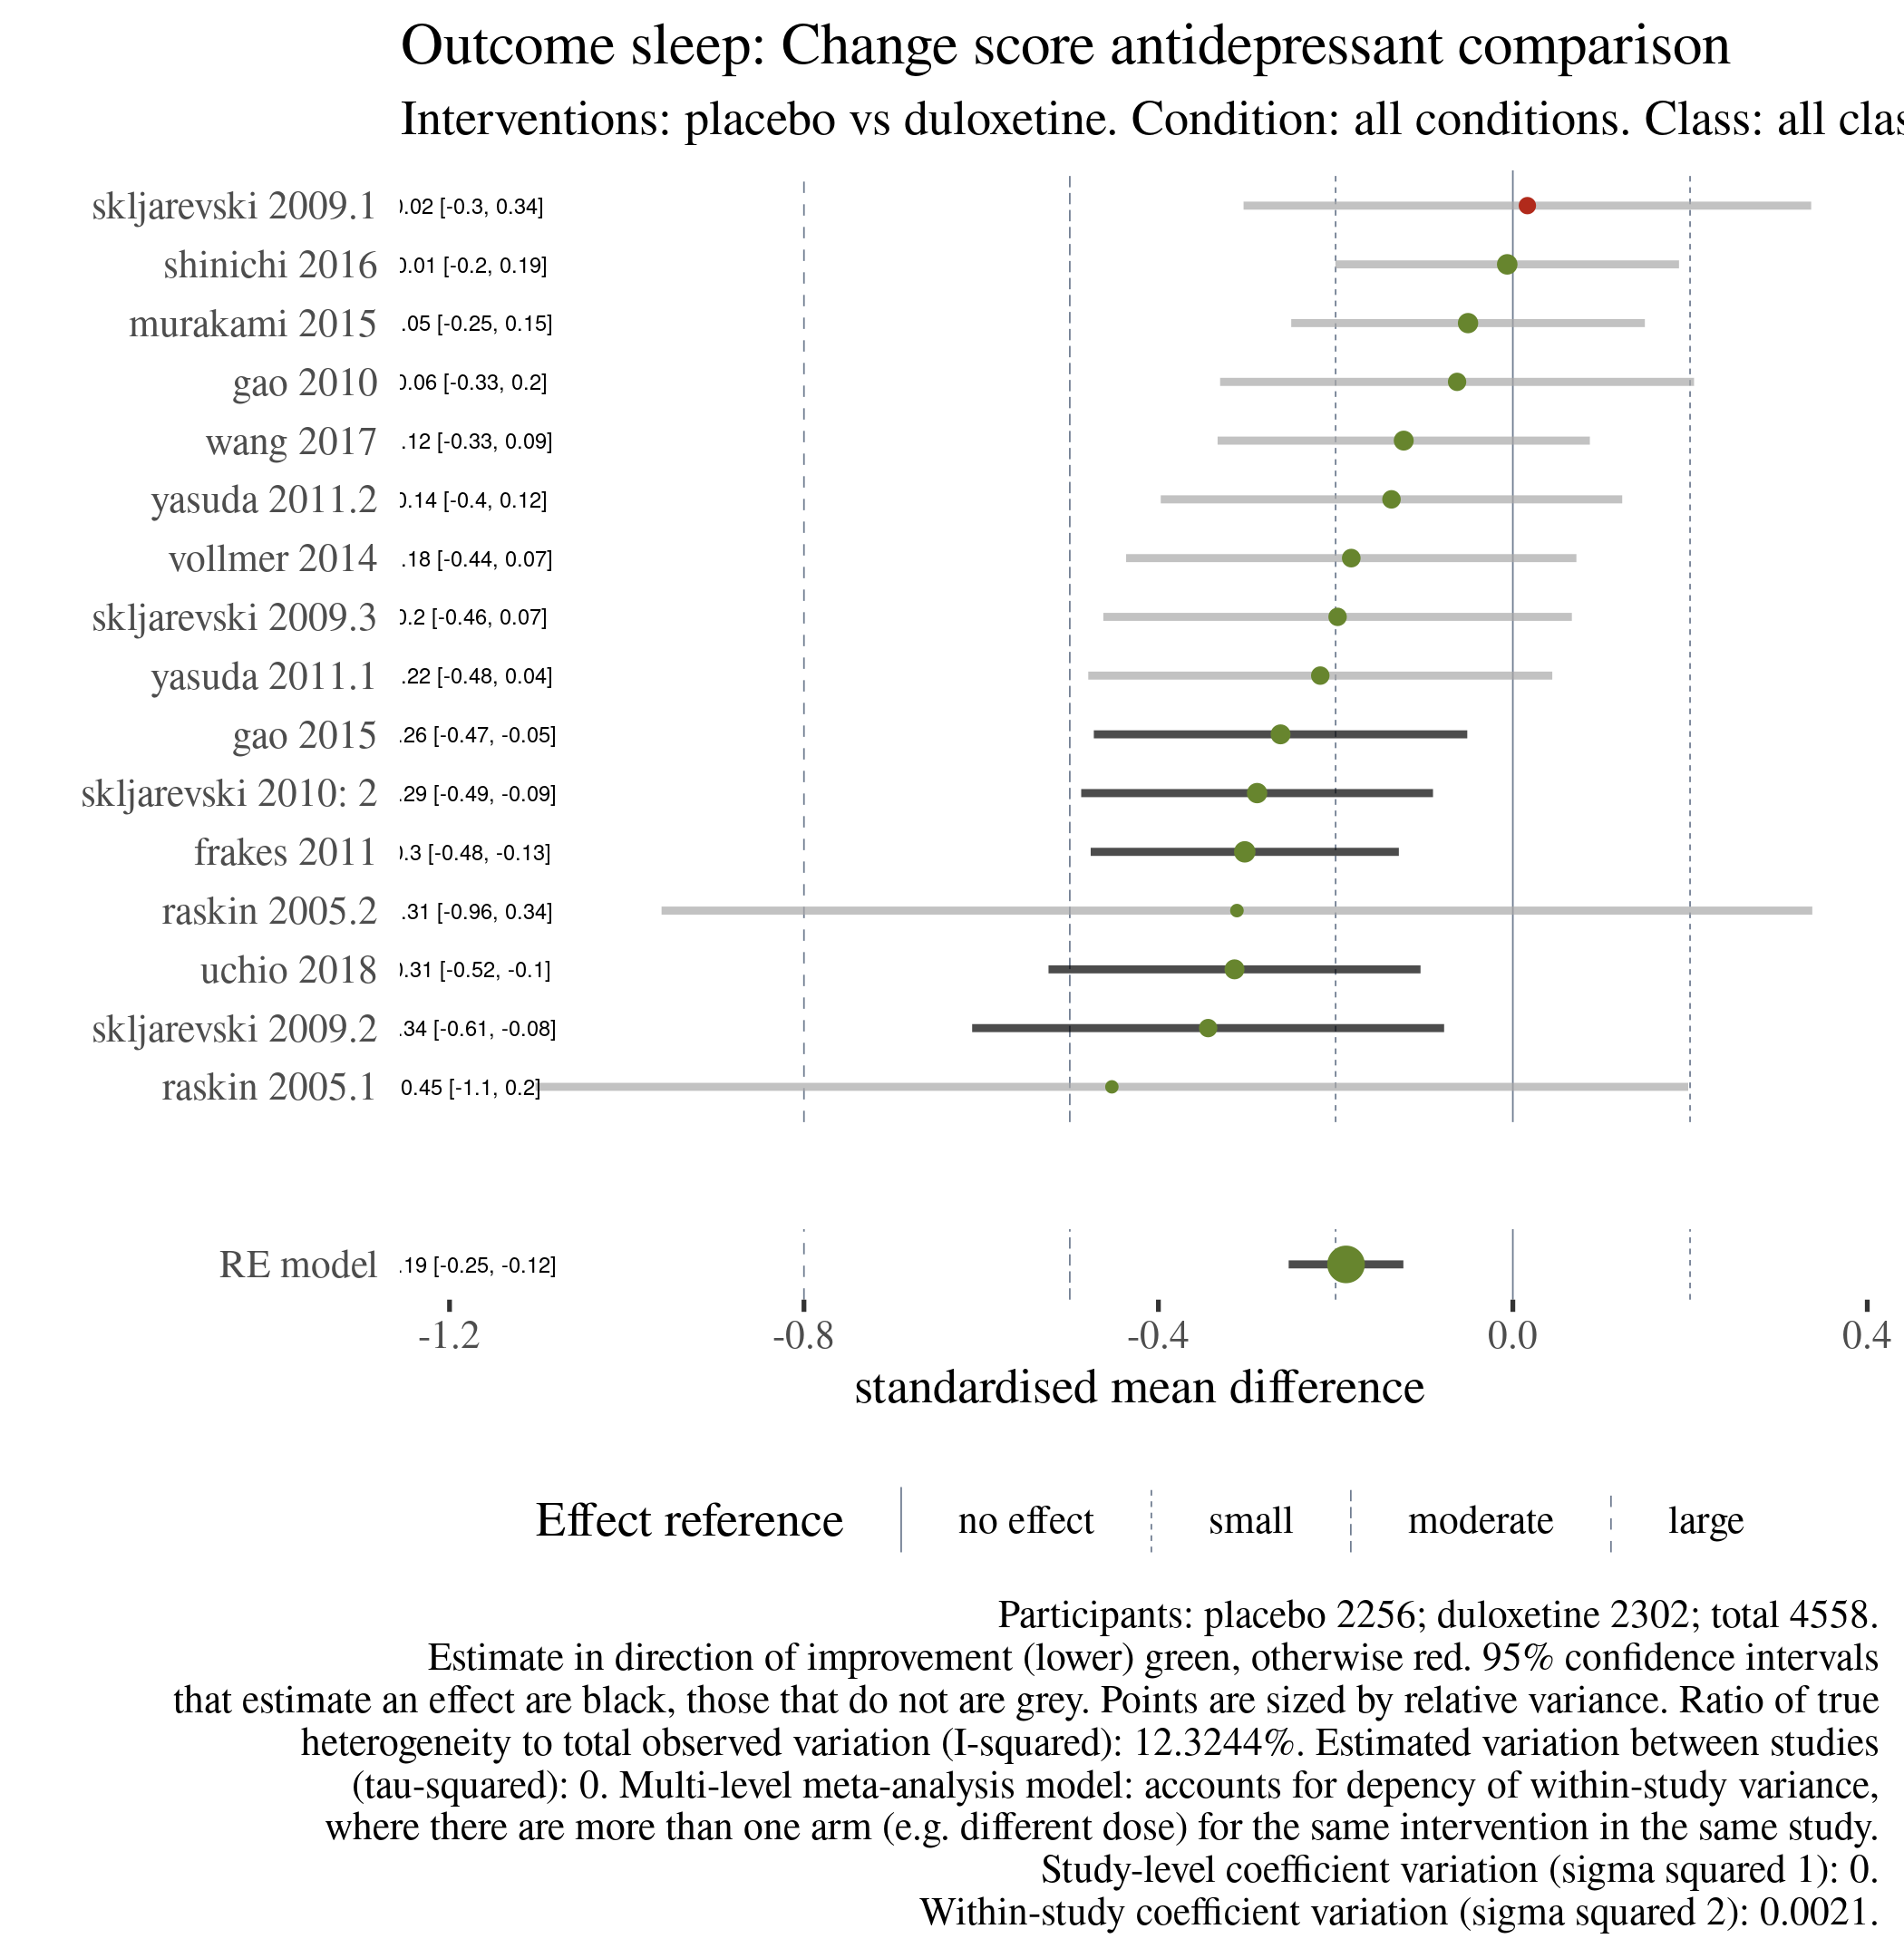 Outcome sleep: Change score antidepressant comparison
Interventions: placebo vs duloxetine. Condition: all conditions. Class: all clas
skljarevski 2009.1 0.02 [-0.3, 0.34]
shinichi 2016 0.01 [-0.2, 0.19]
murakami 2015 .05 [-0.25, 0.15]
gao 2010 0.06 [-0.33, 0.2]
wang 2017 .12 [-0.33, 0.09]
yasuda 2011.2 0.14 [-0.4, 0.12]
vollmer 2014 .18 [-0.44, 0.07]
skljarevski 2009.3 0.2 [-0.46, 0.07]
yasuda 2011.1 .22 [-0.48, 0.04]
gao 2015 .26 [-0.47, -0.05]
skljarevski 2010: 2 .29 [-0.49, -0.09]
frakes 2011 0.3 [-0.48, -0.13]
raskin 2005.2 .31 [-0.96, 0.34]
uchio 2018 0.31 [-0.52, -0.1]
skljarevski 2009.2 .34 [-0.61, -0.08]
raskin 2005.1 0.45 [-1.1, 0.2]
RE model .19 [-0.25, -0.12]
-1.2 -0.8 -0.4 0.0 0.4
standardised mean difference
Effect reference no effect small moderate large
Participants: placebo 2256; duloxetine 2302; total 4558.
Estimate in direction of improvement (lower) green, otherwise red. 95% confidence intervals
that estimate an effect are black, those that do not are grey. Points are sized by relative variance. Ratio of true
heterogeneity to total observed variation (I-squared): 12.3244%. Estimated variation between studies
(tau-squared): 0. Multi-level meta-analysis model: accounts for depency of within-study variance,
where there are more than one arm (e.g. different dose) for the same intervention in the same study.
Study-level coefficient variation (sigma squared 1): 0.
Within-study coefficient variation (sigma squared 2): 0.0021.